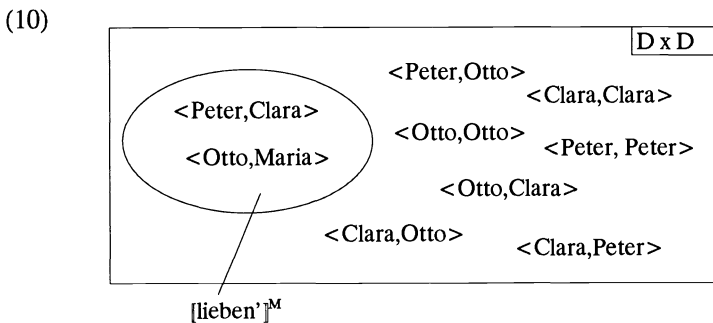 (10)
D x D
<Peter,Otto>
<Clara,Clara>
<Peter,Clara>
<Otto,Otto>
<Peter, Peter>
<Otto,Maria>
<Otto,Clara>
<Clara,Otto>
<Clara,Peter>
⟦lieben’⟧ᴹ